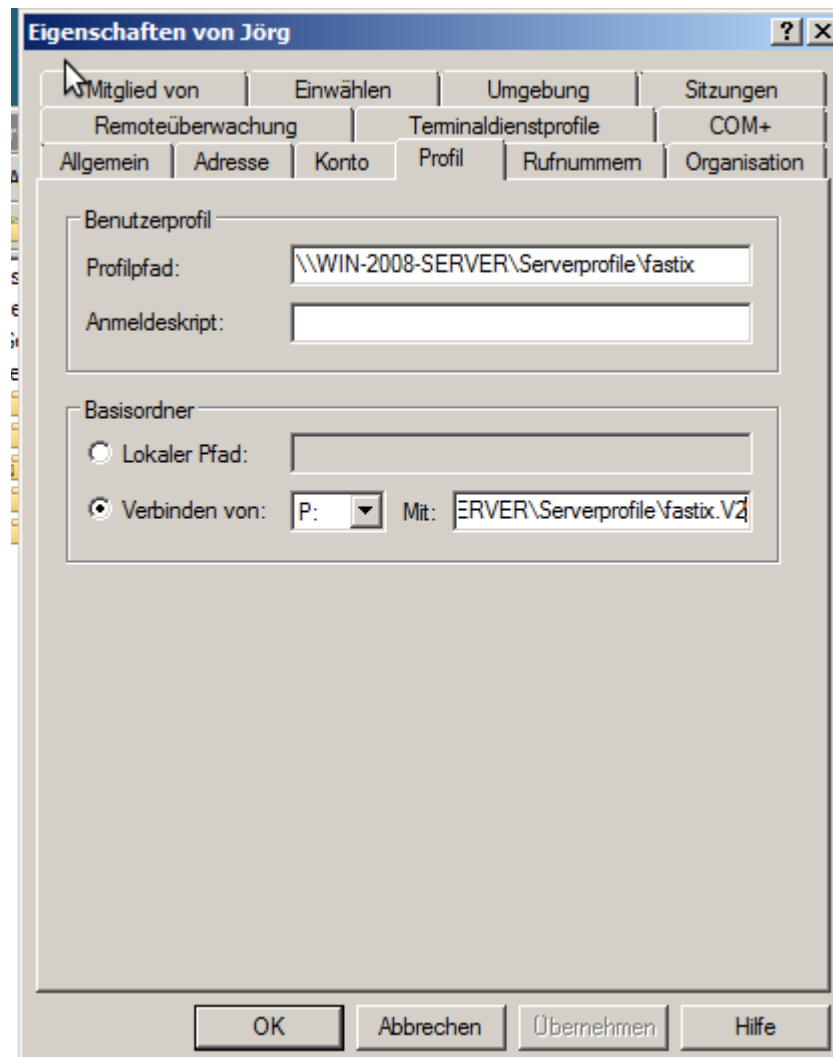 Eigenschaften von Jörg
Mitglied von Einwählen Umgebung Sitzungen
Remoteüberwachung Terminaldienstprofile COM+
Allgemein Adresse Konto Profil Rufnummern Organisation
Benutzerprofil
Profilpfad: \\WIN-2008-SERVER\Serverprofile\fastix
Anmeldeskript:
Basisordner
Lokaler Pfad:
Verbinden von: P: Mit: ERVER\Serverprofile\fastix.V2
OK Abbrechen Übernehmen Hilfe